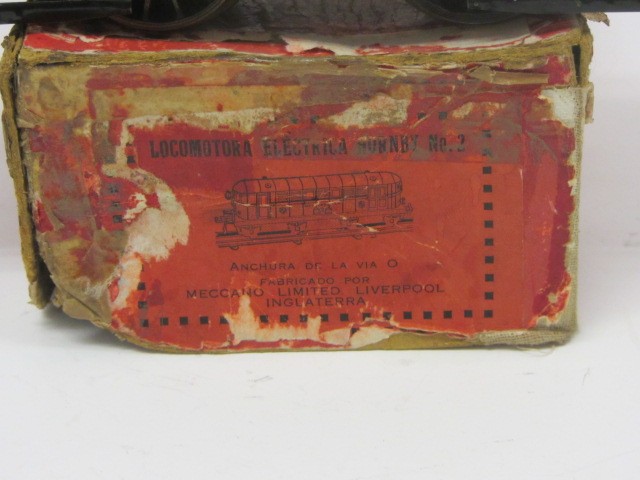 LOCOMOTORA ELECTRICA HORNBY No. 2
ANCHURA DE LA VIA O
FABRICADO POR
MECCANO LIMITED LIVERPOOL
INGLATERRA